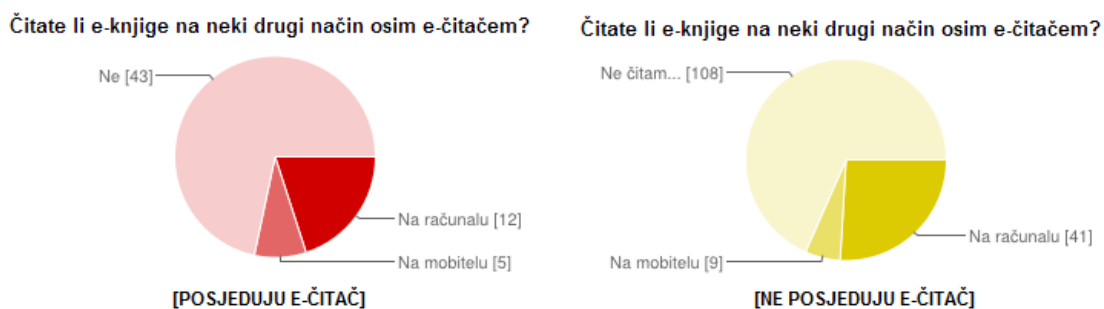 Čitate li e-knjige na neki drugi način osim e-čitačem?
Ne [43]
Na računalu [12]
Na mobitelu [5]
[POSJEDUJU E-ČITAČ]
Čitate li e-knjige na neki drugi način osim e-čitačem?
Ne čitam... [108]
Na računalu [41]
Na mobitelu [9]
[NE POSJEDUJU E-ČITAČ]